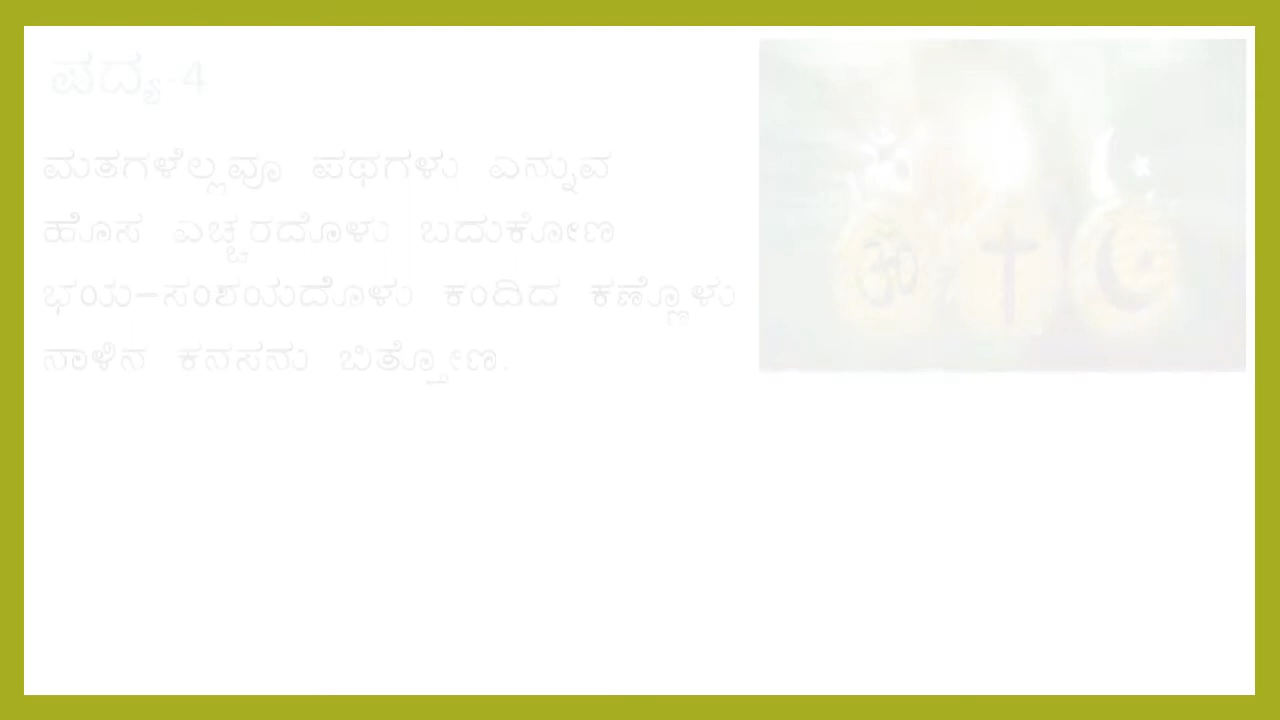 ಪದ್ಯ-4
ಮತಗಳೆಲ್ಲವೂ ಪಥಗಳು ಎನ್ನುವ
ಹೊಸ ಎಚ್ಚರದೊಳು ಬದುಕೋಣ
ಭಯ-ಸಂಶಯದೊಳು ಕಂದಿದ ಕಣ್ಣೊಳು
ನಾಳಿನ ಕನಸನು ಬಿತ್ತೋಣ.